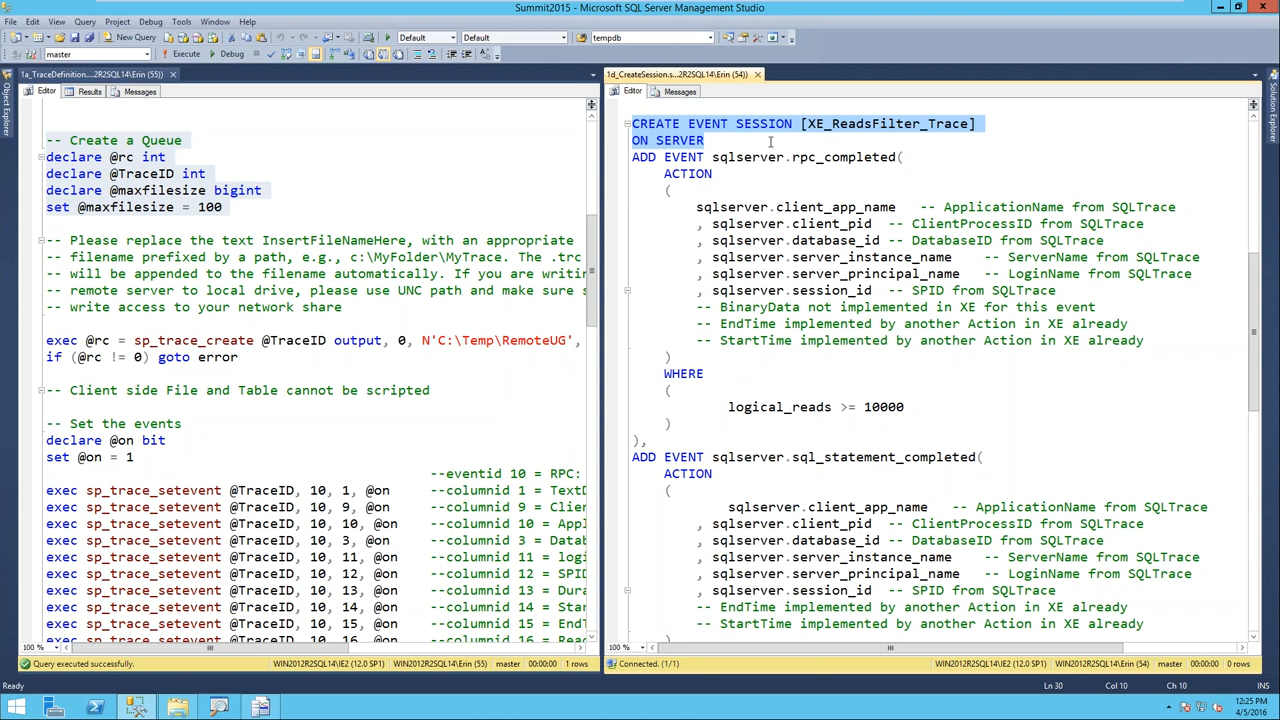 Summit2015 - Microsoft SQL Server Management Studio
File Edit View Query Project Debug Tools Window Help
New Query Default Default tempdb
master Execute Debug
1a_TraceDefinition....2R2SQL14\Erin (55))
Editor Results Messages
Object Explorer
-- Create a Queue
declare @rc int
declare @TraceID int
declare @maxfilesize bigint
set @maxfilesize = 100
-- Please replace the text InsertFileNameHere, with an appropriate
-- filename prefixed by a path, e.g., c:\MyFolder\MyTrace. The .trc
-- will be appended to the filename automatically. If you are writing
-- remote server to local drive, please use UNC path and make sure s
-- write access to your network share
exec @rc = sp_trace_create @TraceID output, 0, N'C:\Temp\RemoteUG',
if (@rc != 0) goto error
-- Client side File and Table cannot be scripted
-- Set the events
declare @on bit
set @on = 1
--eventid 10 = RPC:
exec sp_trace_setevent @TraceID, 10, 1, @on --columnid 1 = TextD
exec sp_trace_setevent @TraceID, 10, 9, @on --columnid 9 = Clien
exec sp_trace_setevent @TraceID, 10, 10, @on --columnid 10 = Appl
exec sp_trace_setevent @TraceID, 10, 3, @on --columnid 3 = Datab
exec sp_trace_setevent @TraceID, 10, 11, @on --columnid 11 = logi
exec sp_trace_setevent @TraceID, 10, 12, @on --columnid 12 = SPID
exec sp_trace_setevent @TraceID, 10, 13, @on --columnid 13 = Dura
exec sp_trace_setevent @TraceID, 10, 14, @on --columnid 14 = Star
exec sp_trace_setevent @TraceID, 10, 15, @on --columnid 15 = EndT
exec sp_trace_setevent @TraceID, 10, 16, @on --columnid 16 = Read
100 %
Query executed successfully. WIN2012R2SQL14\IE2 (12.0 SP1) WIN2012R2SQL14\Erin (55) master 00:00:00 1 rows
1d_CreateSession.s...2R2SQL14\Erin (54))
Editor Messages
Solution Explorer
CREATE EVENT SESSION [XE_ReadsFilter_Trace]
ON SERVER
ADD EVENT sqlserver.rpc_completed(
ACTION
(
sqlserver.client_app_name -- ApplicationName from SQLTrace
, sqlserver.client_pid -- ClientProcessID from SQLTrace
, sqlserver.database_id -- DatabaseID from SQLTrace
, sqlserver.server_instance_name -- ServerName from SQLTrace
, sqlserver.server_principal_name -- LoginName from SQLTrace
, sqlserver.session_id -- SPID from SQLTrace
-- BinaryData not implemented in XE for this event
-- EndTime implemented by another Action in XE already
-- StartTime implemented by another Action in XE already
)
WHERE
(
logical_reads >= 10000
)
),
ADD EVENT sqlserver.sql_statement_completed(
ACTION
(
sqlserver.client_app_name -- ApplicationName from SQLTrace
, sqlserver.client_pid -- ClientProcessID from SQLTrace
, sqlserver.database_id -- DatabaseID from SQLTrace
, sqlserver.server_instance_name -- ServerName from SQLTrace
, sqlserver.server_principal_name -- LoginName from SQLTrace
, sqlserver.session_id -- SPID from SQLTrace
-- EndTime implemented by another Action in XE already
-- StartTime implemented by another Action in XE already
)
100 %
Connected. (1/1) WIN2012R2SQL14\IE2 (12.0 SP1) WIN2012R2SQL14\Erin (54) master 00:00:00 0 rows
Ready Ln 30 Col 10 Ch 10 INS
12:25 PM
4/5/2016